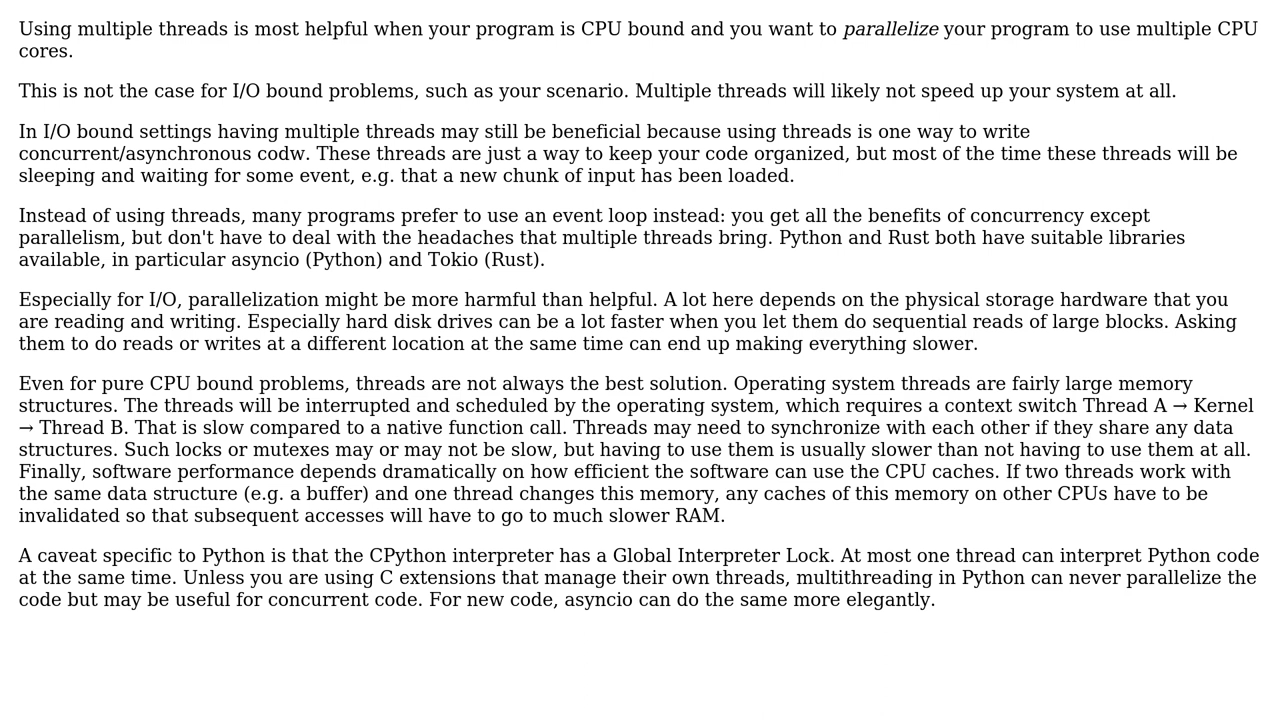 Using multiple threads is most helpful when your program is CPU bound and you want to parallelize your program to use multiple CPU
cores.
This is not the case for I/O bound problems, such as your scenario. Multiple threads will likely not speed up your system at all.
In I/O bound settings having multiple threads may still be beneficial because using threads is one way to write
concurrent/asynchronous codw. These threads are just a way to keep your code organized, but most of the time these threads will be
sleeping and waiting for some event, e.g. that a new chunk of input has been loaded.
Instead of using threads, many programs prefer to use an event loop instead: you get all the benefits of concurrency except
parallelism, but don't have to deal with the headaches that multiple threads bring. Python and Rust both have suitable libraries
available, in particular asyncio (Python) and Tokio (Rust).
Especially for I/O, parallelization might be more harmful than helpful. A lot here depends on the physical storage hardware that you
are reading and writing. Especially hard disk drives can be a lot faster when you let them do sequential reads of large blocks. Asking
them to do reads or writes at a different location at the same time can end up making everything slower.
Even for pure CPU bound problems, threads are not always the best solution. Operating system threads are fairly large memory
structures. The threads will be interrupted and scheduled by the operating system, which requires a context switch Thread A → Kernel
→ Thread B. That is slow compared to a native function call. Threads may need to synchronize with each other if they share any data
structures. Such locks or mutexes may or may not be slow, but having to use them is usually slower than not having to use them at all.
Finally, software performance depends dramatically on how efficient the software can use the CPU caches. If two threads work with
the same data structure (e.g. a buffer) and one thread changes this memory, any caches of this memory on other CPUs have to be
invalidated so that subsequent accesses will have to go to much slower RAM.
A caveat specific to Python is that the CPython interpreter has a Global Interpreter Lock. At most one thread can interpret Python code
at the same time. Unless you are using C extensions that manage their own threads, multithreading in Python can never parallelize the
code but may be useful for concurrent code. For new code, asyncio can do the same more elegantly.